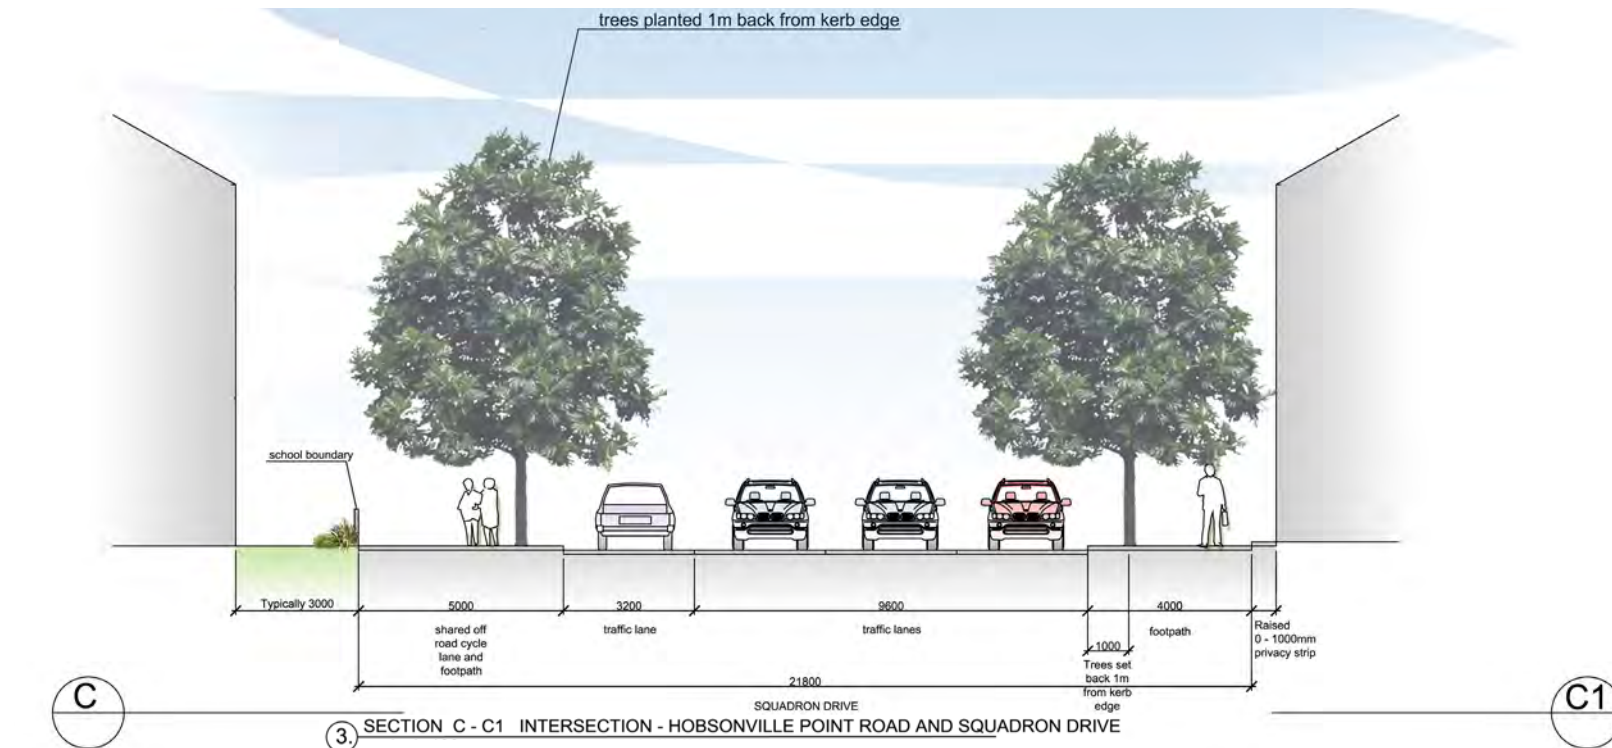 trees planted 1m back from kerb edge
school boundary
Typically 3000
5000
3200
9600
4000
shared off
road cycle
lane and
footpath
traffic lane
traffic lanes
footpath
Raised
0 - 1000mm
privacy strip
1000
Trees set
back 1m
from kerb
edge
21800
SQUADRON DRIVE
C
C1
3. SECTION C - C1 INTERSECTION - HOBSONVILLE POINT ROAD AND SQUADRON DRIVE